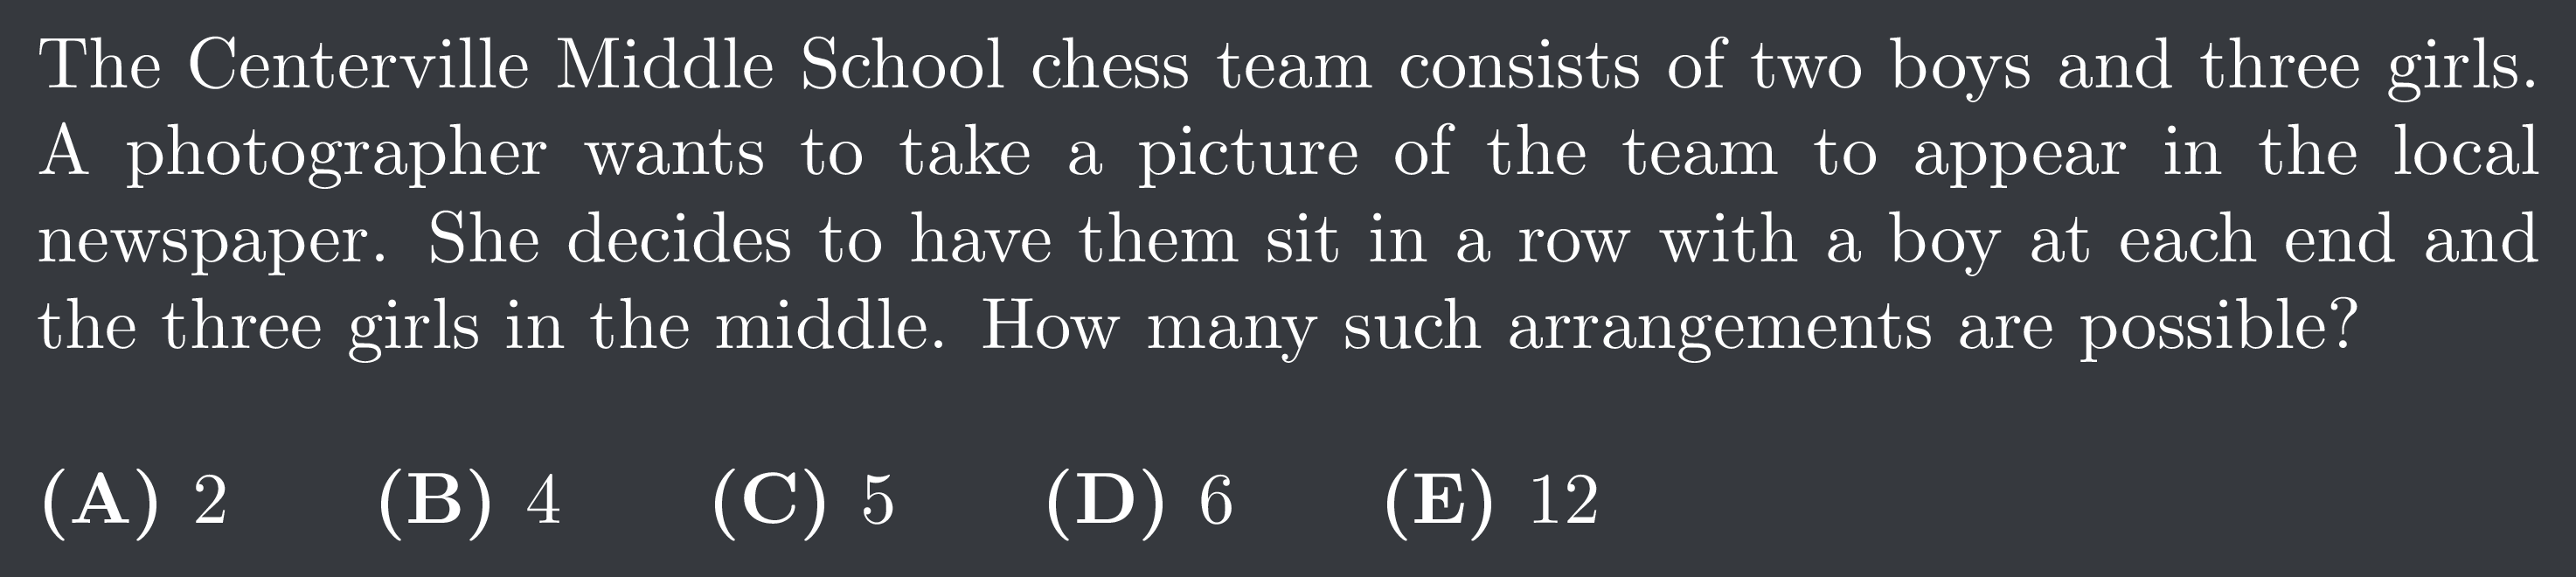 The Centerville Middle School chess team consists of two boys and three girls.
A photographer wants to take a picture of the team to appear in the local
newspaper. She decides to have them sit in a row with a boy at each end and
the three girls in the middle. How many such arrangements are possible?
(A) 2 (B) 4 (C) 5 (D) 6 (E) 12